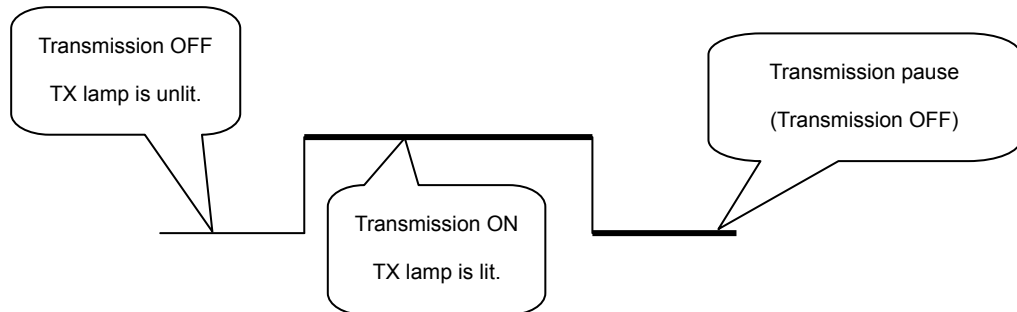 Transmission OFF
TX lamp is unlit.
Transmission ON
TX lamp is lit.
Transmission pause
(Transmission OFF)